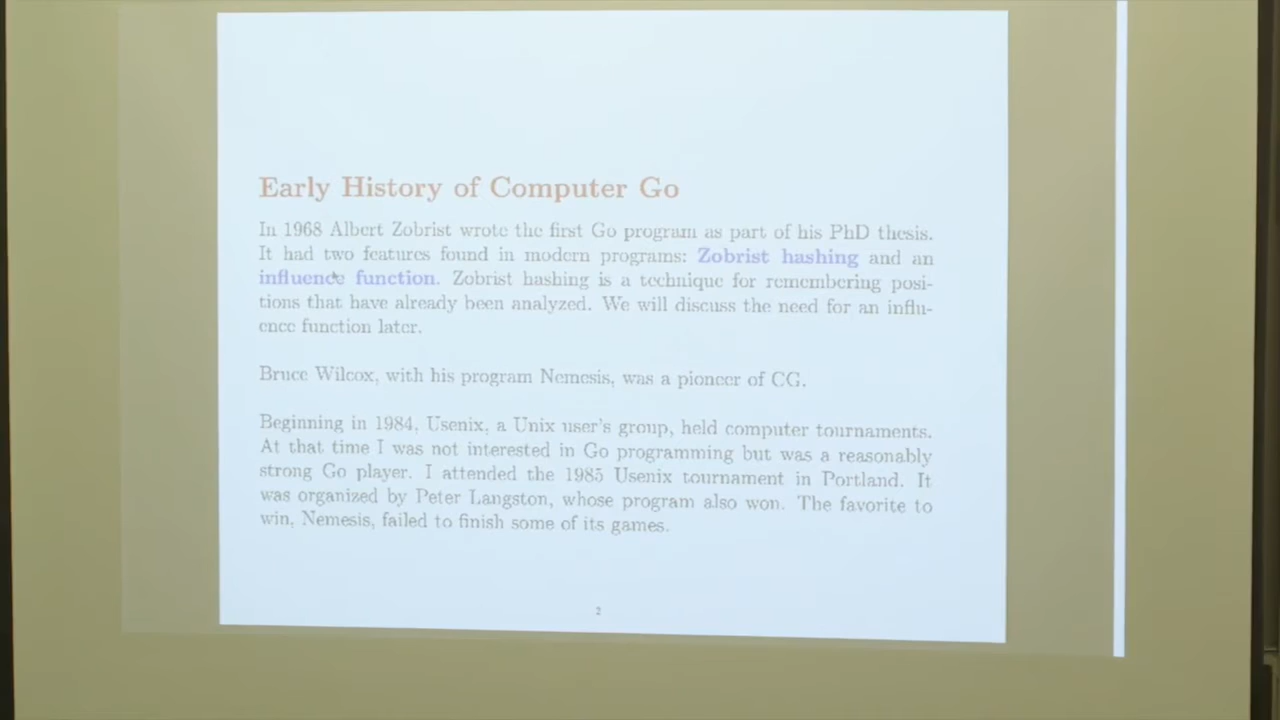 Early History of Computer Go
In 1968 Albert Zobrist wrote the first Go program as part of his PhD thesis.
It had two features found in modern programs: Zobrist hashing and an
influence function. Zobrist hashing is a technique for remembering posi-
tions that have already been analyzed. We will discuss the need for an influ-
ence function later.
Bruce Wilcox, with his program Nemesis, was a pioneer of CG.
Beginning in 1984, Usenix, a Unix user's group, held computer tournaments.
At that time I was not interested in Go programming but was a reasonably
strong Go player. I attended the 1985 Usenix tournament in Portland. It
was organized by Peter Langston, whose program also won. The favorite to
win, Nemesis, failed to finish some of its games.
2